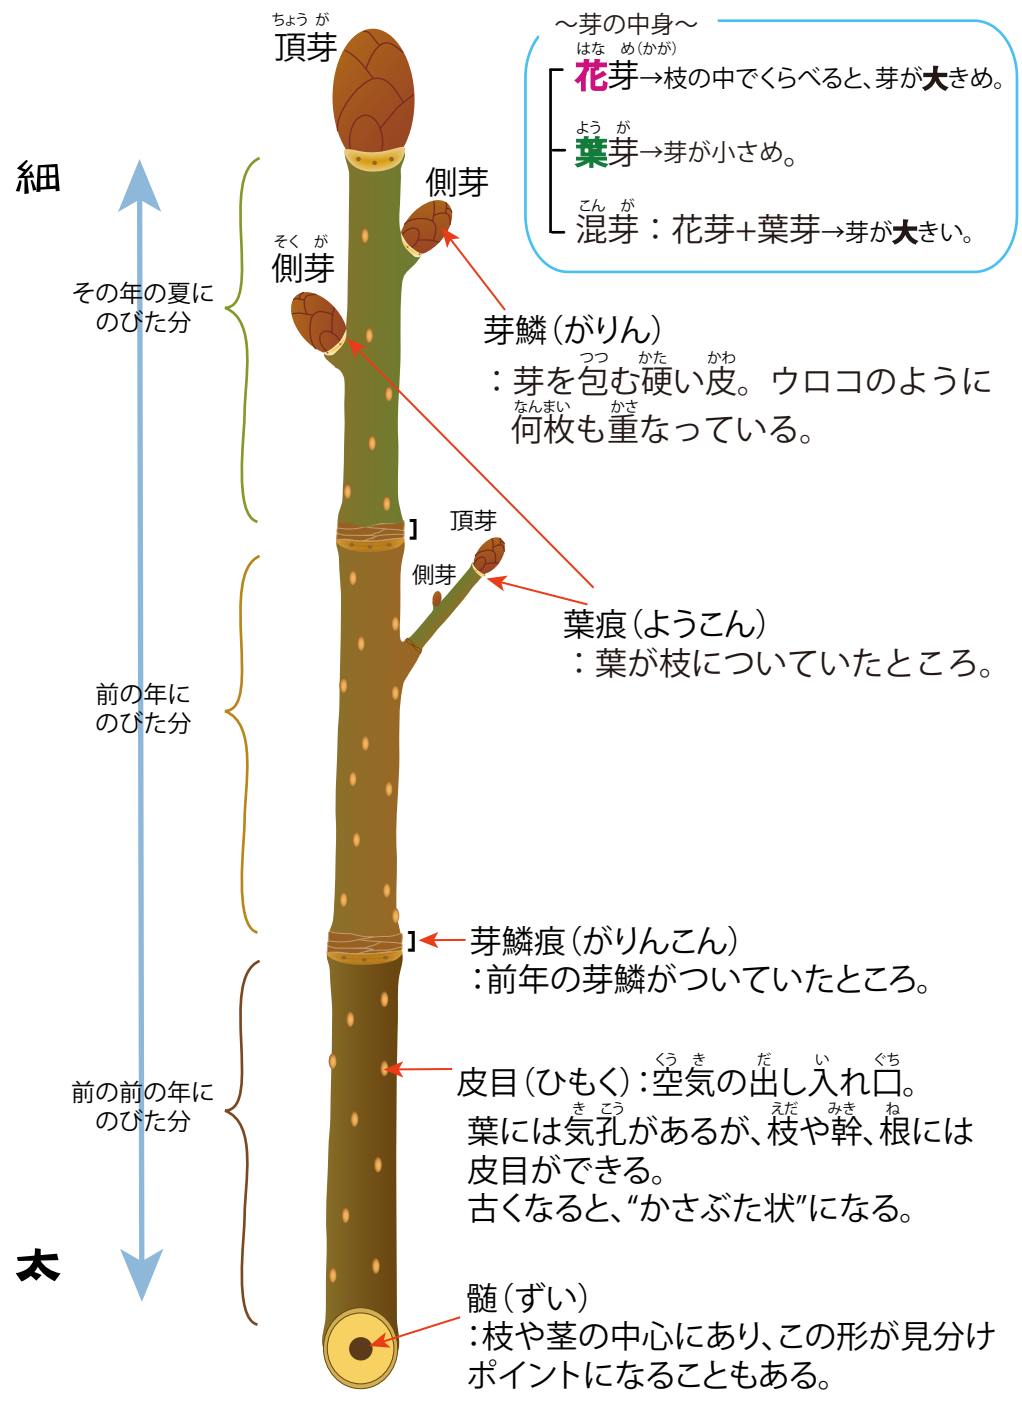 ちょう が
頂芽
～芽の中身～
はな め(かが)
花芽→枝の中でくらべると、芽が大きめ。
よう が
葉芽→芽が小さめ。
こん が
混芽：花芽+葉芽→芽が大きい。
細
側芽
そく が
側芽
その年の夏に
のびた分
芽鱗(がりん)
つつ かた かわ
：芽を包む硬い皮。ウロコのように
なんまい かさ
何枚も重なっている。
頂芽
側芽
葉痕(ようこん)
：葉が枝についていたところ。
前の年に
のびた分
芽鱗痕(がりんこん)
：前年の芽鱗がついていたところ。
前の前の年に
のびた分
くう き だ い ぐち
皮目(ひもく)：空気の出し入れ口。
き こう えだ みき ね
葉には気孔があるが、枝や幹、根には
皮目ができる。
古くなると、“かさぶた状”になる。
太
髄(ずい)
：枝や茎の中心にあり、この形が見分け
ポイントになることもある。